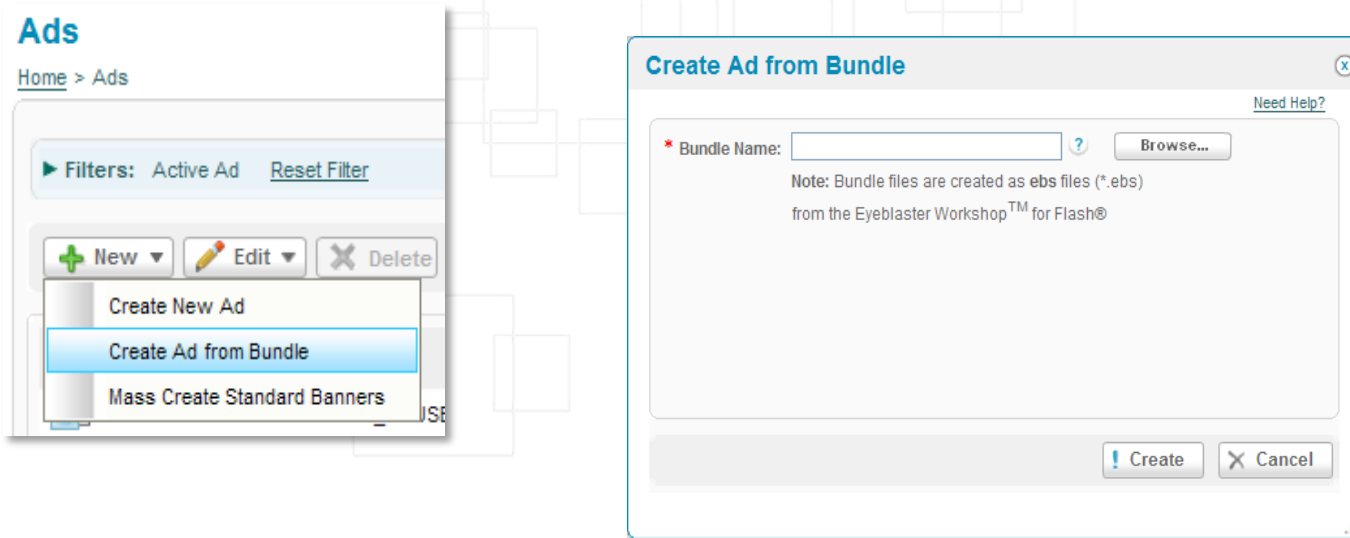 Ads
Home > Ads
Filters: Active Ad Reset Filter
New Edit Delete
Create New Ad
Create Ad from Bundle
Mass Create Standard Banners
Create Ad from Bundle
Need Help?
* Bundle Name: ? Browse...
Note: Bundle files are created as ebs files (*.ebs)
from the Eyeblaster Workshop™ for Flash®
! Create Cancel